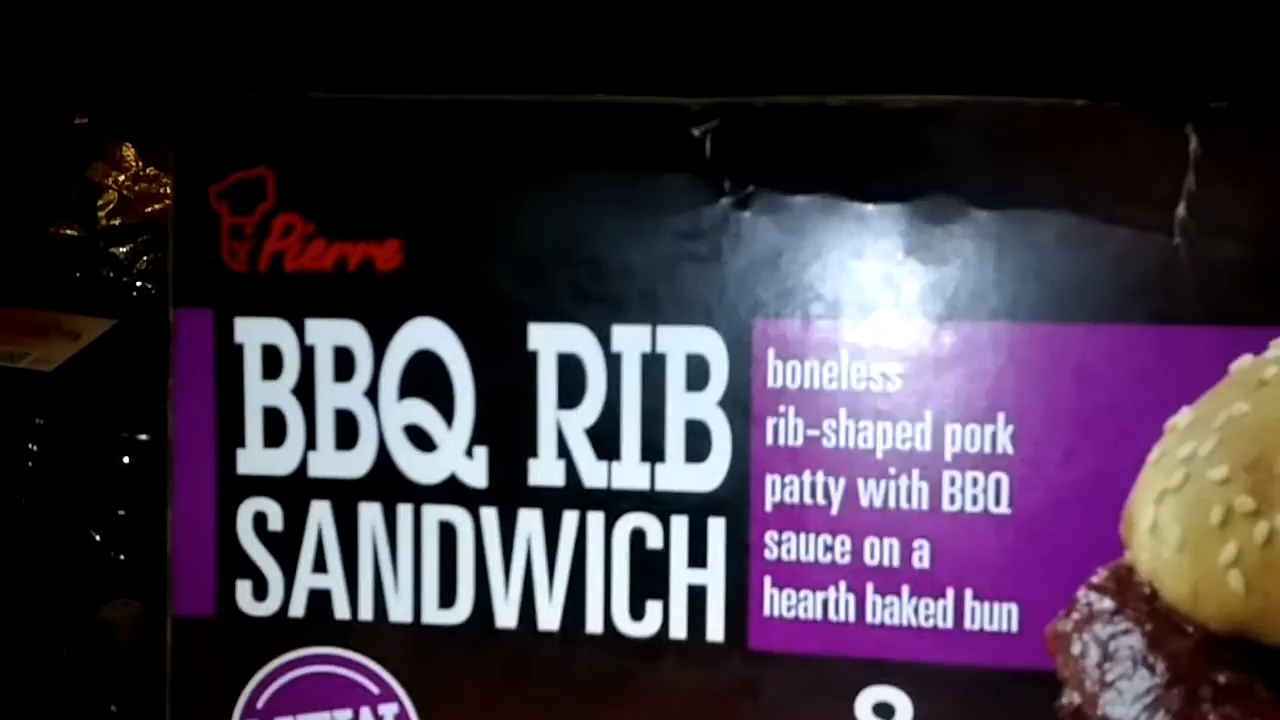 Pierre
BBQ RIB
SANDWICH
boneless
rib-shaped pork
patty with BBQ
sauce on a
hearth baked bun